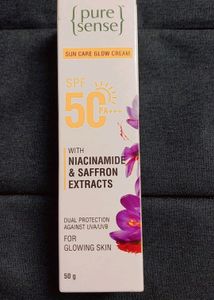 {pure
sense}
SUN CARE GLOW CREAM
SPF
50 PA+++
WITH
NIACINAMIDE
& SAFFRON
EXTRACTS
DUAL PROTECTION
AGAINST UVA/UVB
FOR
GLOWING SKIN
50 g